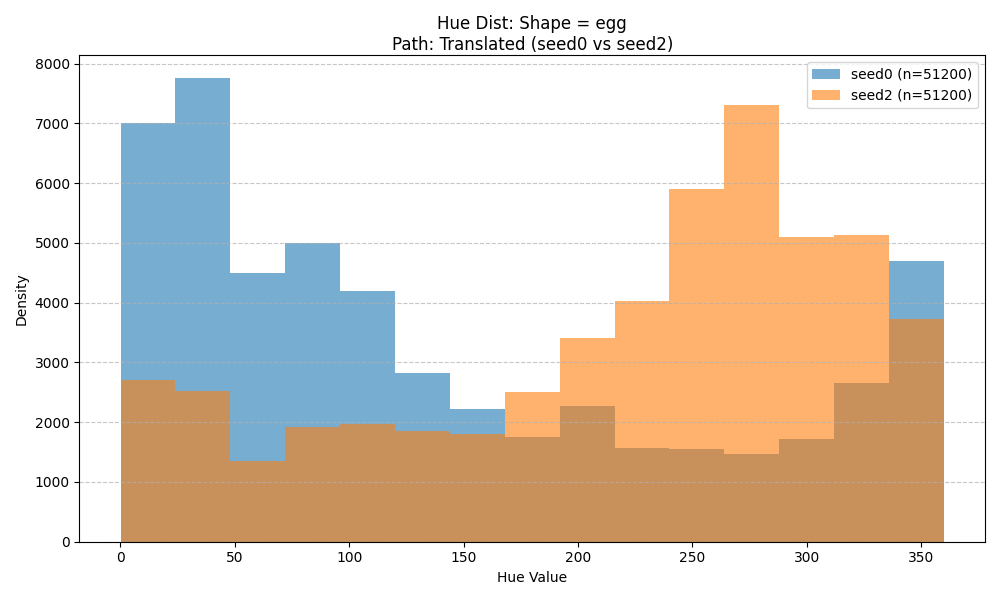 Hue Dist: Shape = egg
Path: Translated (seed0 vs seed2)
seed0 (n=51200)
seed2 (n=51200)
Density
8000
7000
6000
5000
4000
3000
2000
1000
0
0 50 100 150 200 250 300 350
Hue Value